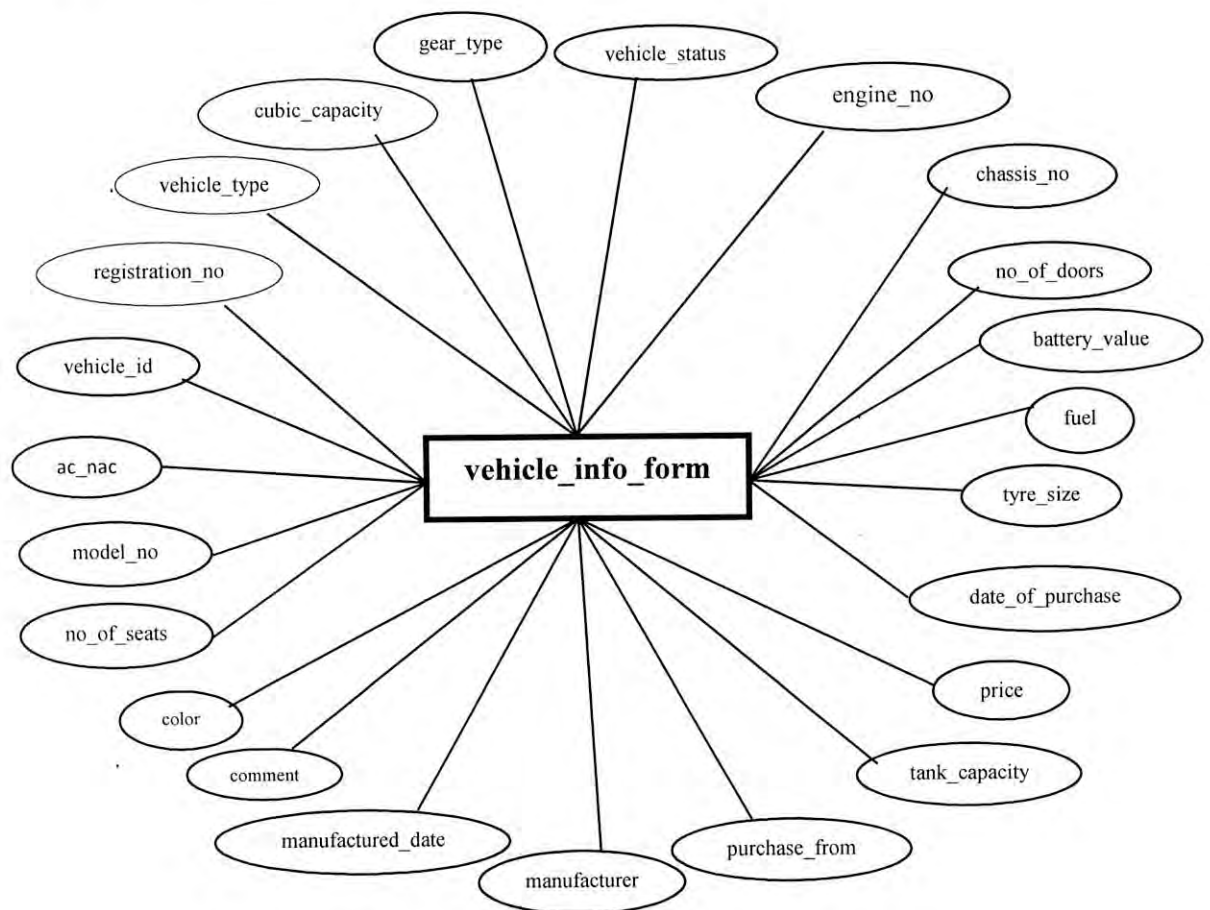 gear_type
vehicle_status
engine_no
cubic_capacity
chassis_no
vehicle_type
registration_no
no_of_doors
battery_value
vehicle_id
fuel
ac_nac
vehicle_info_form
tyre_size
model_no
date_of_purchase
no_of_seats
price
color
tank_capacity
comment
manufactured_date
purchase_from
manufacturer